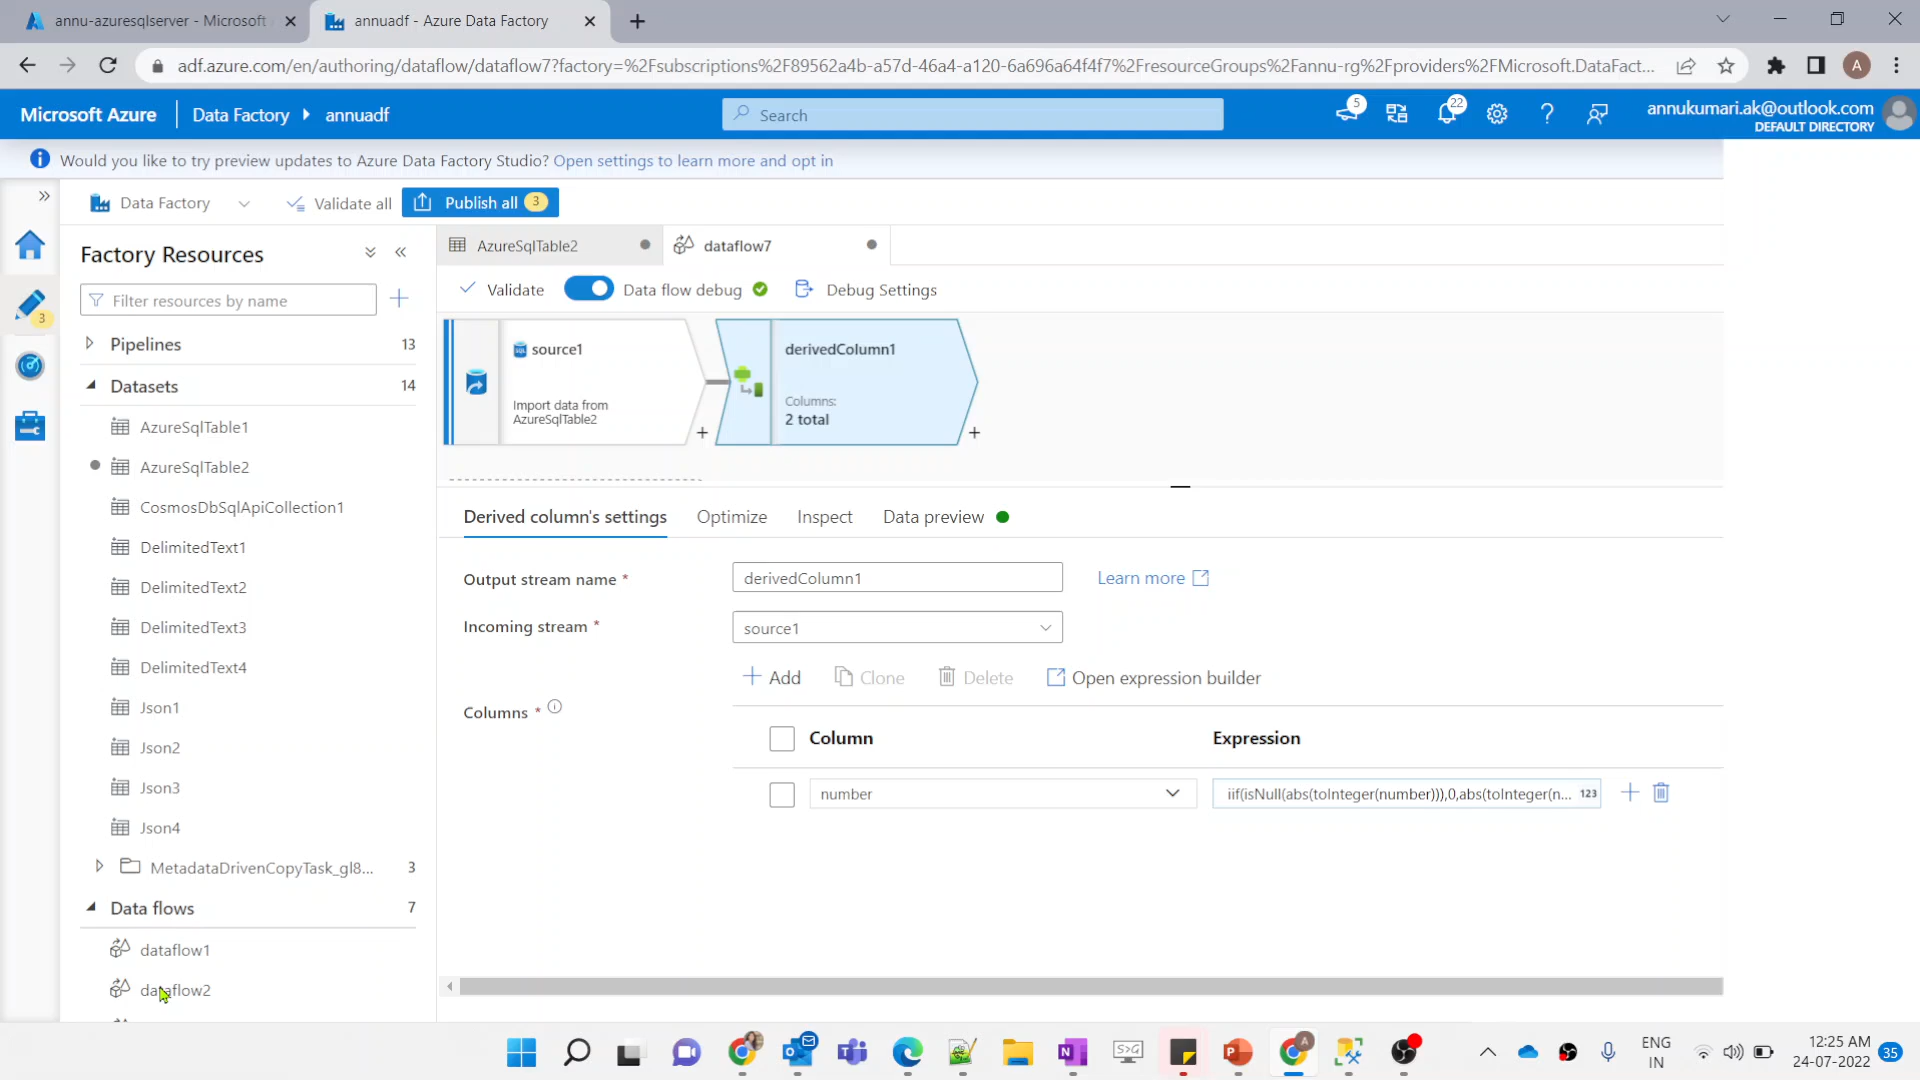 annu-azuresqlserver - Microsoft
annuadf - Azure Data Factory
adf.azure.com/en/authoring/dataflow/dataflow7?factory=%2Fsubscriptions%2F89562a4b-a57d-46a4-a120-6a696a64f4f7%2FresourceGroups%2Fannu-rg%2Fproviders%2FMicrosoft.DataFact...
A
Microsoft Azure
Data Factory
annuadf
Search
5
22
annukumari.ak@outlook.com
DEFAULT DIRECTORY
Would you like to try preview updates to Azure Data Factory Studio? Open settings to learn more and opt in
Data Factory
Validate all
Publish all 3
Factory Resources
AzureSqlTable2
dataflow7
Filter resources by name
Validate
Data flow debug
Debug Settings
3
Pipelines 13
Datasets 14
AzureSqlTable1
AzureSqlTable2
CosmosDbSqlApiCollection1
DelimitedText1
DelimitedText2
DelimitedText3
DelimitedText4
Json1
Json2
Json3
Json4
MetadataDrivenCopyTask_gl8... 3
Data flows 7
dataflow1
dataflow2
source1
Import data from
AzureSqlTable2
derivedColumn1
Columns:
2 total
Derived column's settings
Optimize
Inspect
Data preview
Output stream name *
derivedColumn1
Learn more
Incoming stream *
source1
Add
Clone
Delete
Open expression builder
Columns *
Column
Expression
number
iif(isNull(abs(toInteger(number))),0,abs(toInteger(n... 123
A
ENG
IN
12:25 AM
24-07-2022
35